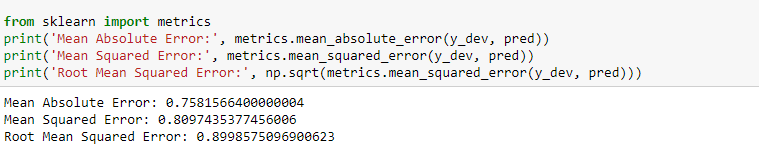 from sklearn import metrics
print('Mean Absolute Error:', metrics.mean_absolute_error(y_dev, pred))
print('Mean Squared Error:', metrics.mean_squared_error(y_dev, pred))
print('Root Mean Squared Error:', np.sqrt(metrics.mean_squared_error(y_dev, pred)))
Mean Absolute Error: 0.7581566400000004
Mean Squared Error: 0.8097435377456006
Root Mean Squared Error: 0.8998575096900623